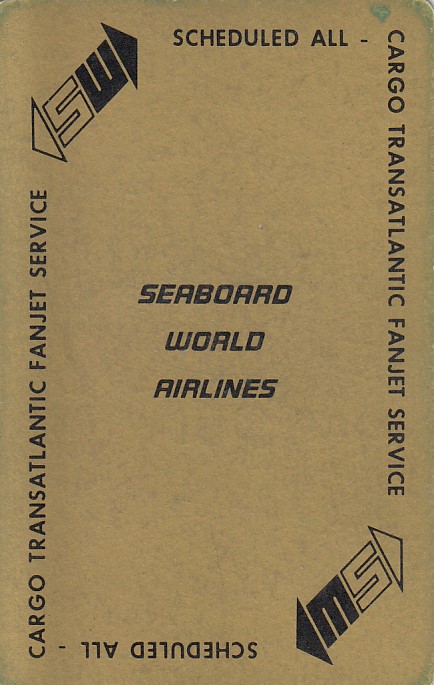 SW
SCHEDULED ALL -
CARGO TRANSATLANTIC FANJET SERVICE
SEABOARD
WORLD
AIRLINES
SW
SCHEDULED ALL -
CARGO TRANSATLANTIC FANJET SERVICE